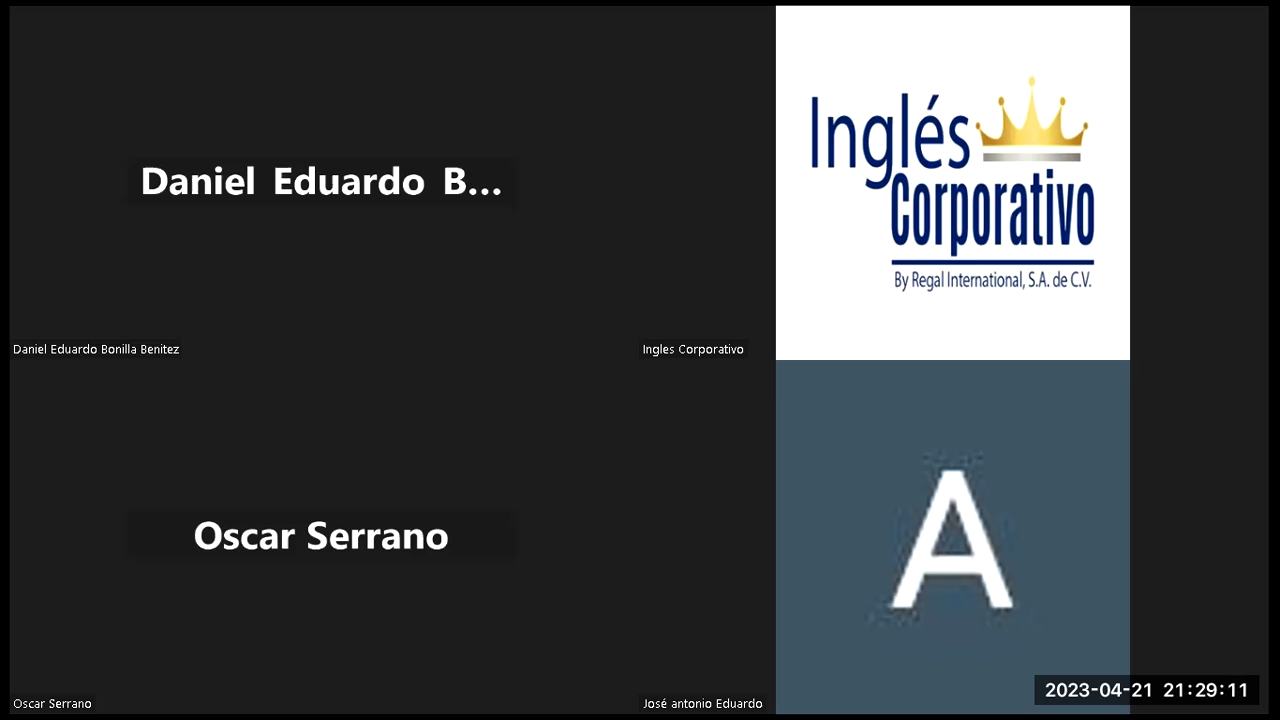 Daniel Eduardo B...
Daniel Eduardo Bonilla Benitez
Inglés
Corporativo
By Regal International, S.A. de C.V.
Ingles Corporativo
Oscar Serrano
Oscar Serrano
A
José antonio Eduardo
2023-04-21 21:29:11